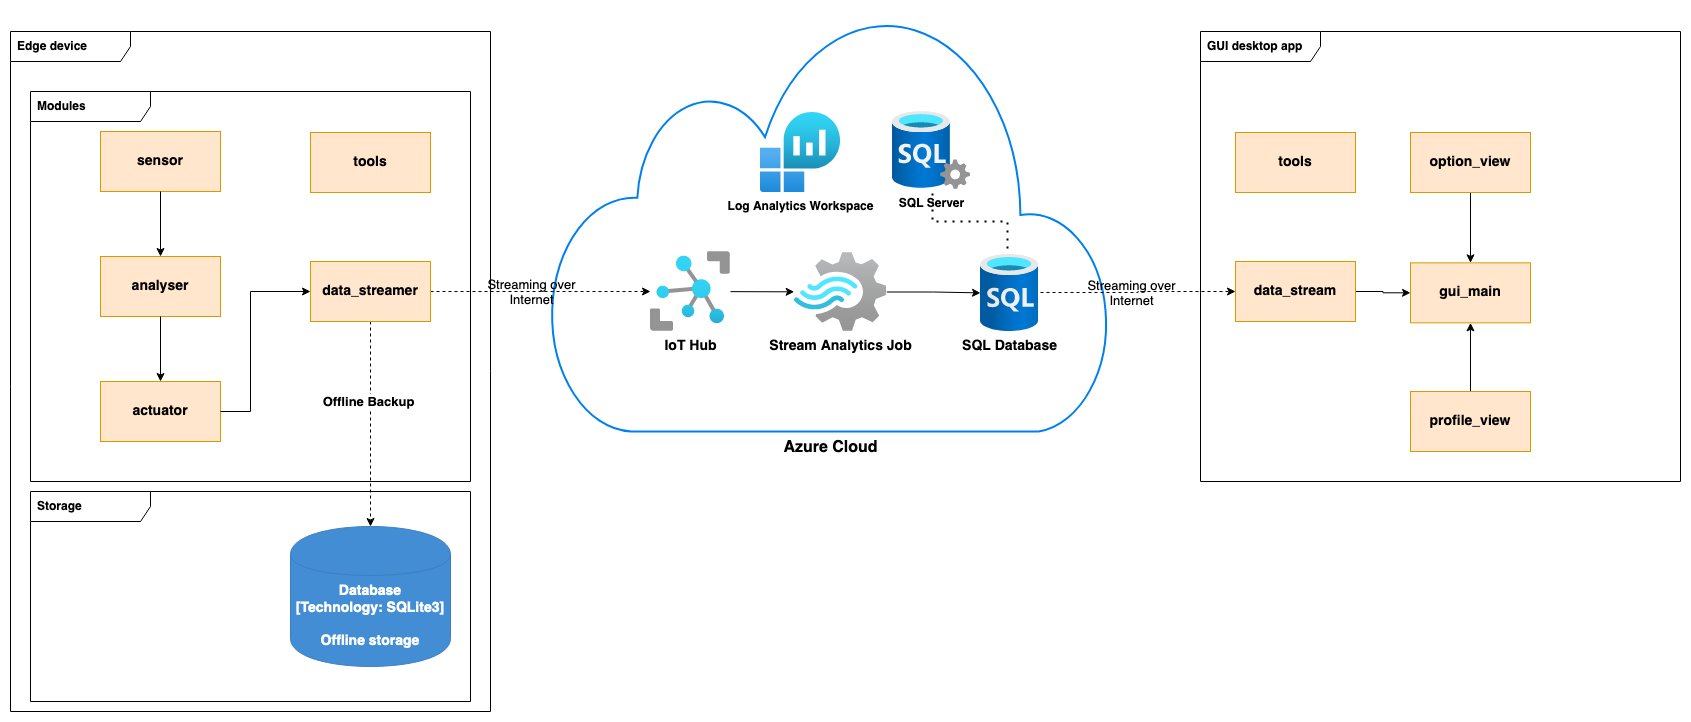 Edge device
Modules
sensor
tools
analyser
data_streamer
actuator
Offline Backup
Storage
Database
[Technology: SQLite3]
Offline storage
Streaming over
Internet
Log Analytics Workspace
SQL
SQL Server
IoT Hub
Stream Analytics Job
SQL
SQL Database
Azure Cloud
Streaming over
Internet
GUI desktop app
tools
option_view
data_stream
gui_main
profile_view